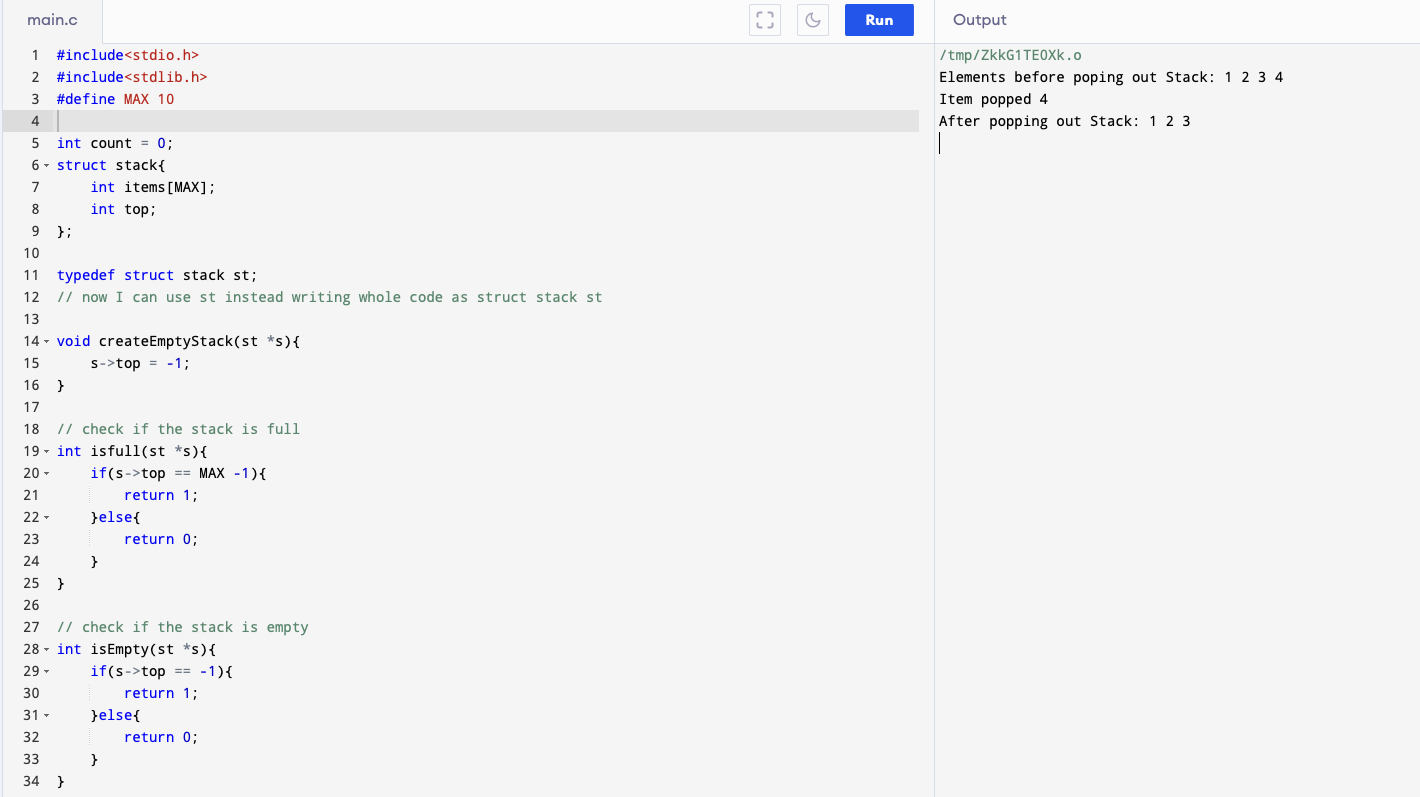 main.c
Run
Output
1 #include<stdio.h>
2 #include<stdlib.h>
3 #define MAX 10
4
5 int count = 0;
6 struct stack{
7     int items[MAX];
8     int top;
9 };
10
11 typedef struct stack st;
12 // now I can use st instead writing whole code as struct stack st
13
14 void createEmptyStack(st *s){
15     s->top = -1;
16 }
17
18 // check if the stack is full
19 int isfull(st *s){
20     if(s->top == MAX -1){
21         return 1;
22     }else{
23         return 0;
24     }
25 }
26
27 // check if the stack is empty
28 int isEmpty(st *s){
29     if(s->top == -1){
30         return 1;
31     }else{
32         return 0;
33     }
34 }
/tmp/ZkkG1TEOXk.o
Elements before poping out Stack: 1 2 3 4
Item popped 4
After popping out Stack: 1 2 3